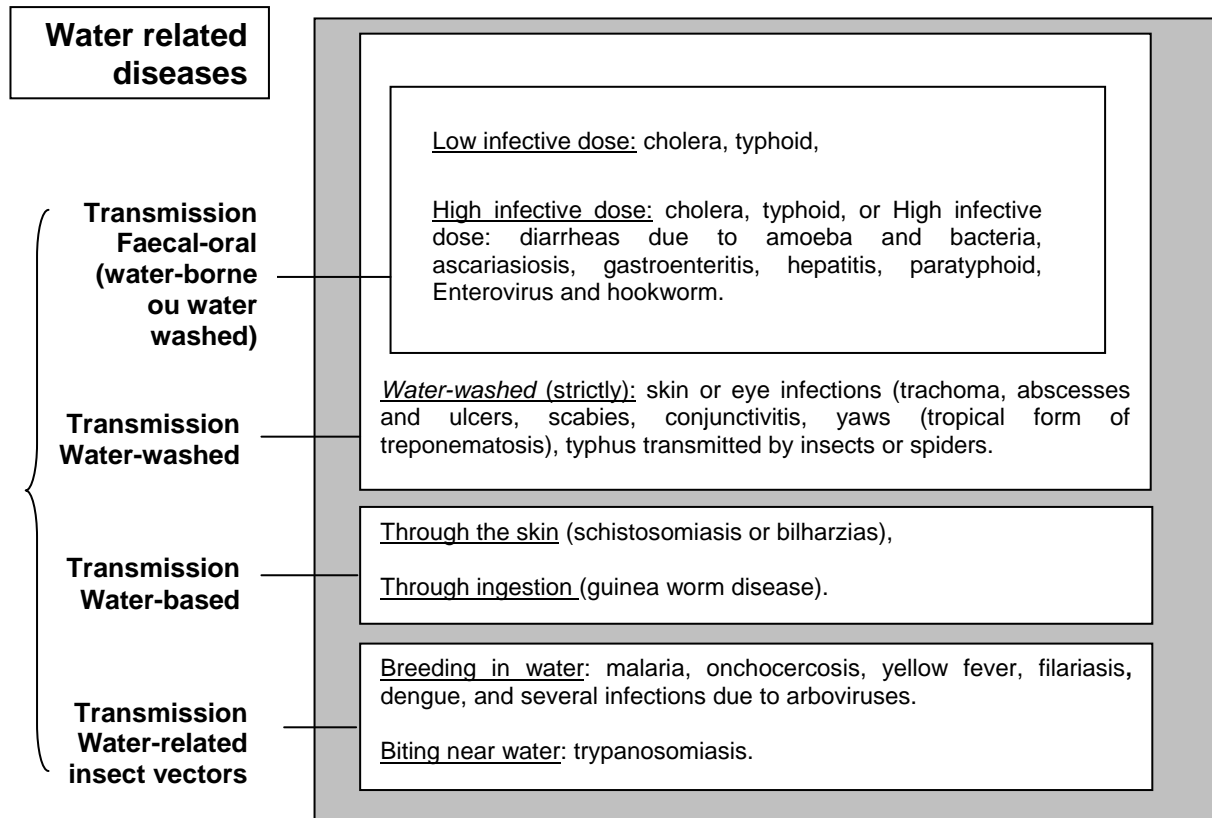 Water related
diseases
Low infective dose: cholera, typhoid,
Transmission
Faecal-oral
(water-borne
ou water
washed)
High infective dose: cholera, typhoid, or High infective
dose: diarrheas due to amoeba and bacteria,
ascariasiosis, gastroenteritis, hepatitis, paratyphoid,
Enterovirus and hookworm.
Transmission
Water-washed
Water-washed (strictly): skin or eye infections (trachoma, abscesses
and ulcers, scabies, conjunctivitis, yaws (tropical form of
treponematosis), typhus transmitted by insects or spiders.
Transmission
Water-based
Through the skin (schistosomiasis or bilharzias),
Through ingestion (guinea worm disease).
Transmission
Water-related
insect vectors
Breeding in water: malaria, onchocercosis, yellow fever, filariasis,
dengue, and several infections due to arboviruses.
Biting near water: trypanosomiasis.